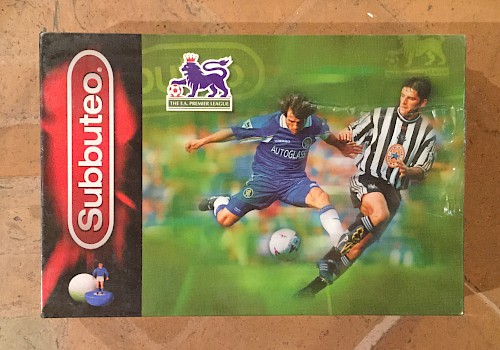 Subbuteo®
THE F.A. PREMIER LEAGUE
AUTOGLASS